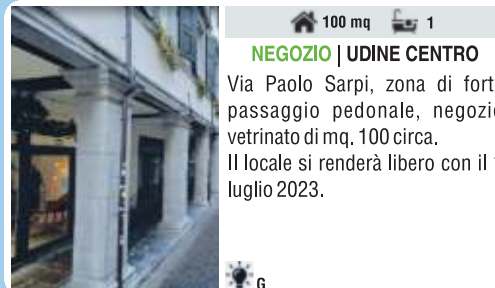 100 mq 1
NEGOZIO | UDINE CENTRO
Via Paolo Sarpi, zona di fort
passaggio pedonale, negozi
vetrinato di mq. 100 circa.
Il locale si renderà libero con il
luglio 2023.
G